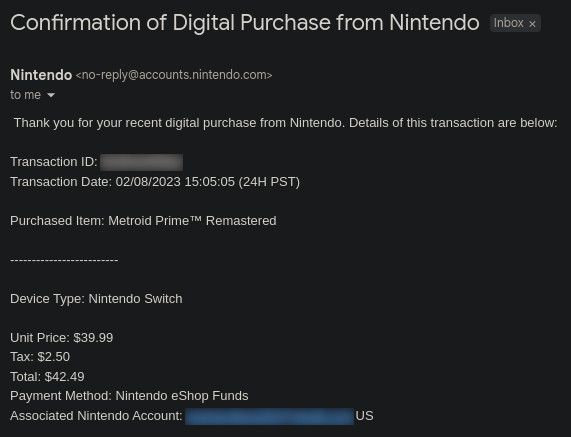 Confirmation of Digital Purchase from Nintendo Inbox ×
Nintendo <no-reply@accounts.nintendo.com>
to me
Thank you for your recent digital purchase from Nintendo. Details of this transaction are below:
Transaction ID:
Transaction Date: 02/08/2023 15:05:05 (24H PST)
Purchased Item: Metroid Prime™ Remastered
-------------------------
Device Type: Nintendo Switch
Unit Price: $39.99
Tax: $2.50
Total: $42.49
Payment Method: Nintendo eShop Funds
Associated Nintendo Account: US